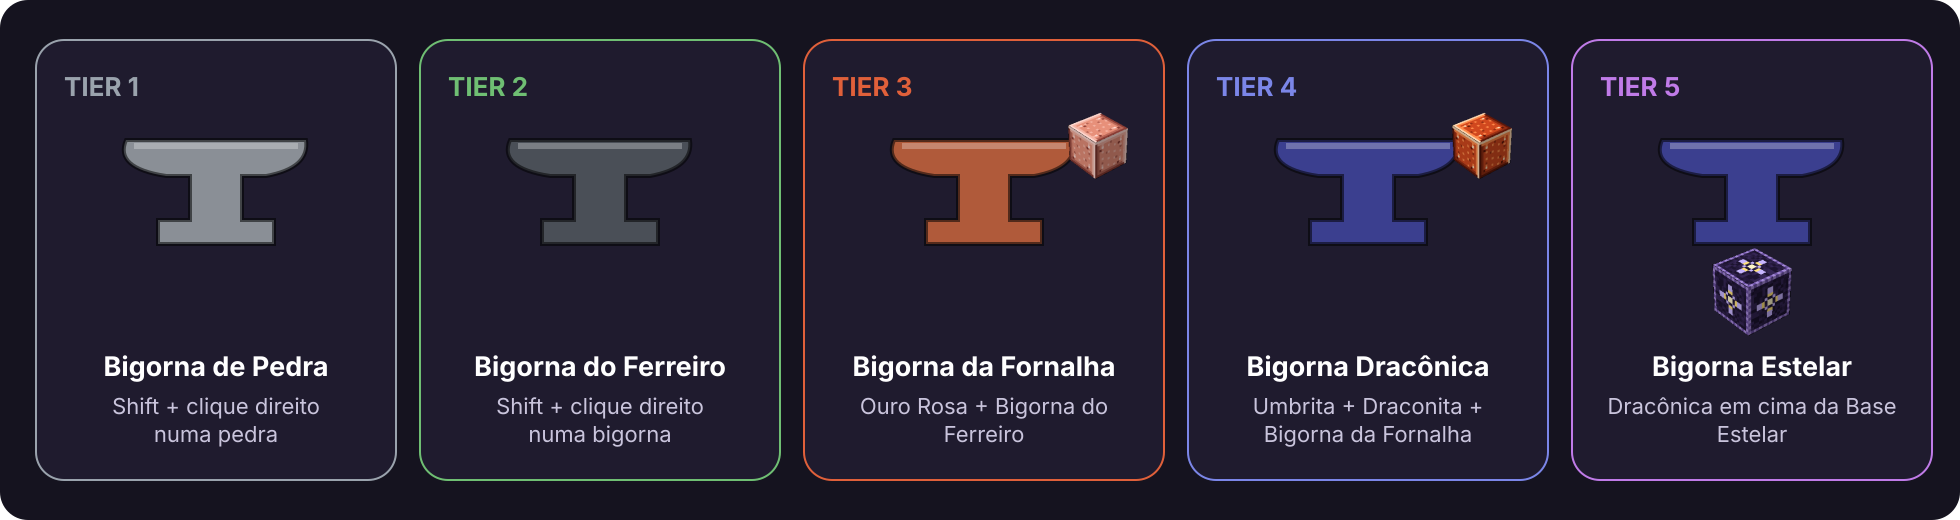 TIER 1
Bigorna de Pedra
Shift + clique direito
numa pedra
TIER 2
Bigorna do Ferreiro
Shift + clique direito
numa bigorna
TIER 3
Bigorna da Fornalha
Ouro Rosa + Bigorna do
Ferreiro
TIER 4
Bigorna Dracônica
Umbrita + Draconita +
Bigorna da Fornalha
TIER 5
Bigorna Estelar
Dracônica em cima da Base
Estelar